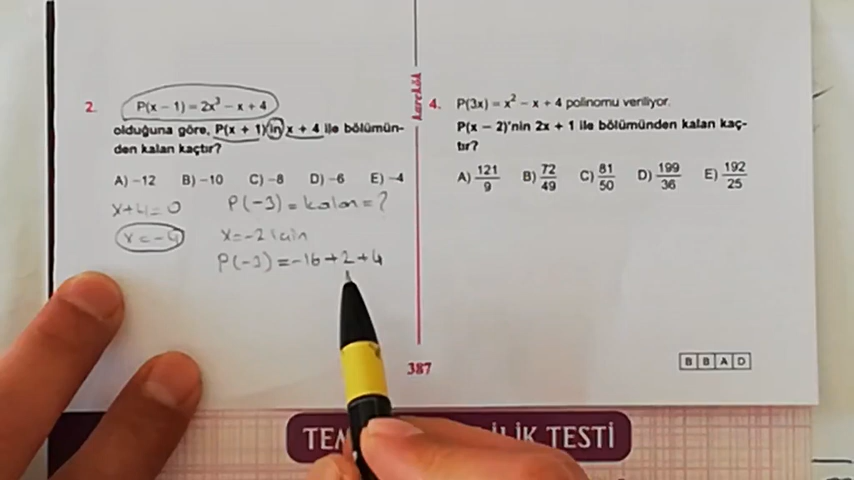 2.
P(x − 1) = 2x³ − x + 4
olduğuna göre, P(x + 1)'in x + 4 ile bölümün-
den kalan kaçtır?
A) −12 B) −10 C) −8 D) −6 E) −4
x+4=0 P(-3) = kalan = ?
x = -4 x=-2 için
P(-3) = -16+2+4
karekök
4. P(3x) = x² − x + 4 polinomu veriliyor.
P(x − 2)'nin 2x + 1 ile bölümünden kalan kaç-
tır?
A) 121/9 B) 72/49 C) 81/50 D) 199/36 E) 192/25
387
B B A D
TEM LİK TESTİ